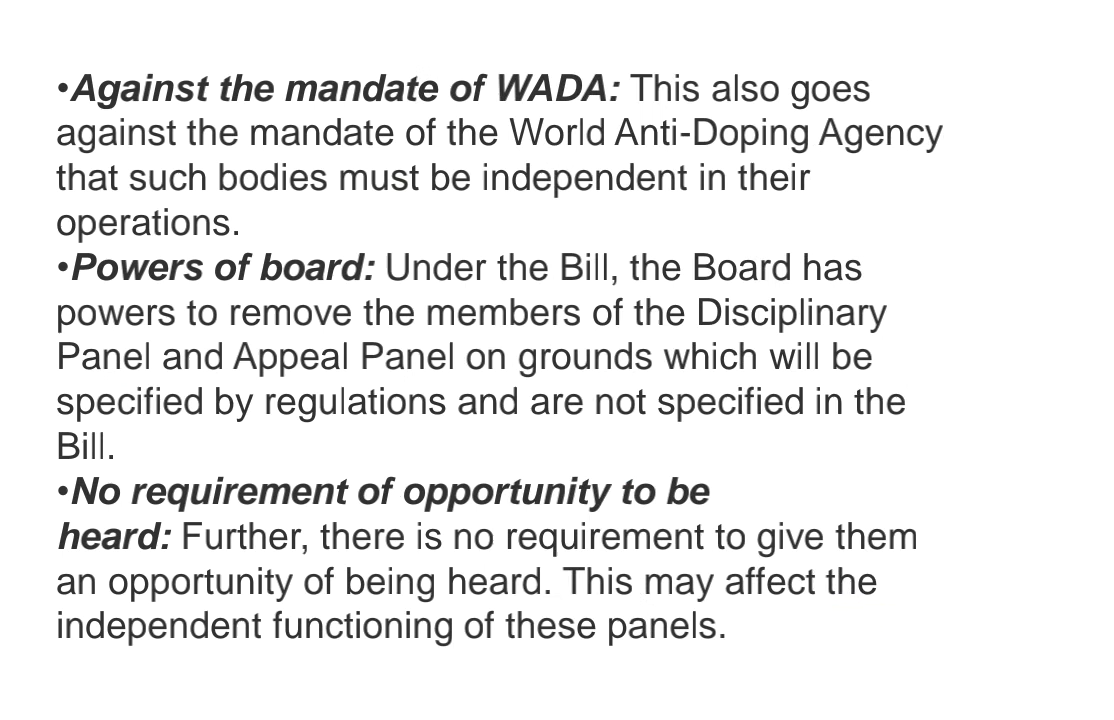 •Against the mandate of WADA: This also goes
against the mandate of the World Anti-Doping Agency
that such bodies must be independent in their
operations.
•Powers of board: Under the Bill, the Board has
powers to remove the members of the Disciplinary
Panel and Appeal Panel on grounds which will be
specified by regulations and are not specified in the
Bill.
•No requirement of opportunity to be
heard: Further, there is no requirement to give them
an opportunity of being heard. This may affect the
independent functioning of these panels.